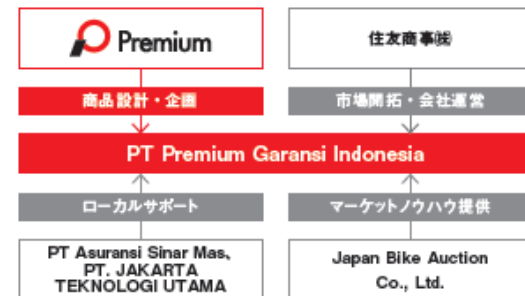 Premium
住友商事㈱
商品設計・企画
市場開拓・会社運営
PT Premium Garansi Indonesia
ローカルサポート
マーケットノウハウ提供
PT Asuransi Sinar Mas、
PT. JAKARTA
TEKNOLOGI UTAMA
Japan Bike Auction
Co., Ltd.